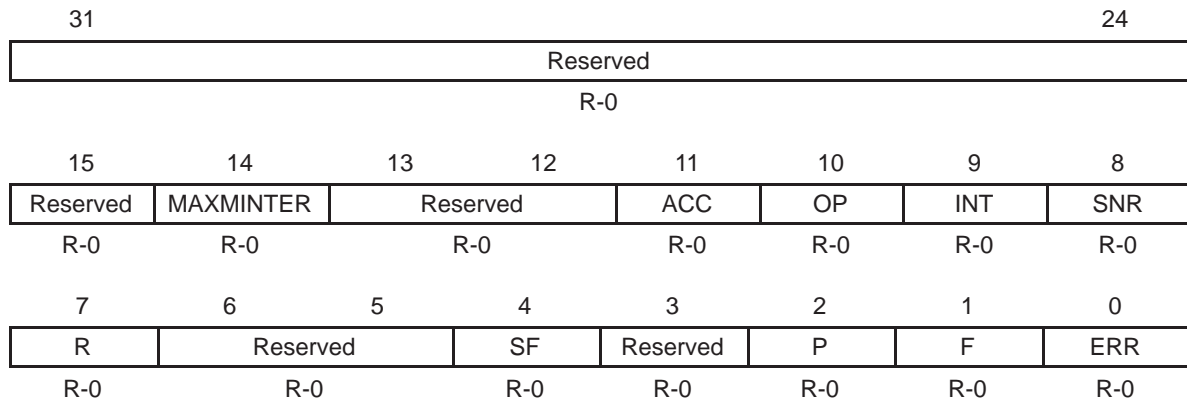 31 24
Reserved
R-0
15 14 13 12 11 10 9 8
Reserved MAXMINTER Reserved ACC OP INT SNR
R-0 R-0 R-0 R-0 R-0 R-0 R-0
7 6 5 4 3 2 1 0
R Reserved SF Reserved P F ERR
R-0 R-0 R-0 R-0 R-0 R-0 R-0